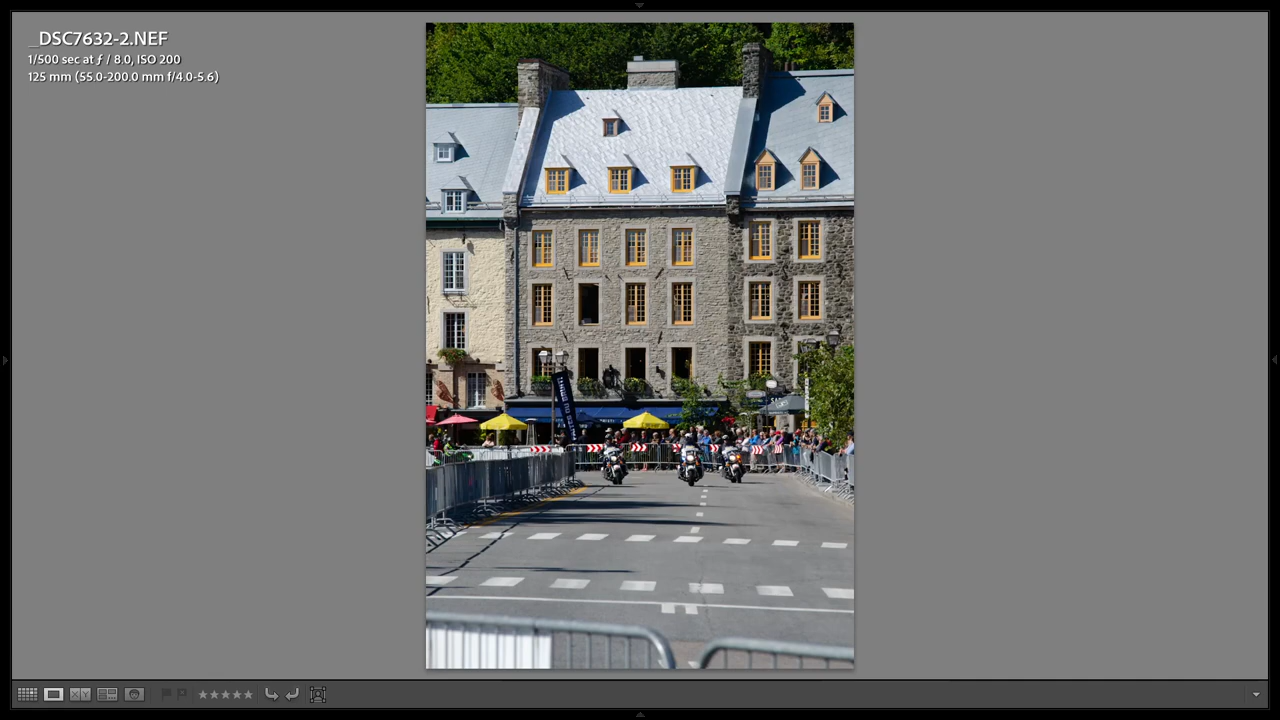 _DSC7632-2.NEF
1/500 sec at ƒ / 8.0, ISO 200
125 mm (55.0-200.0 mm f/4.0-5.6)
XY